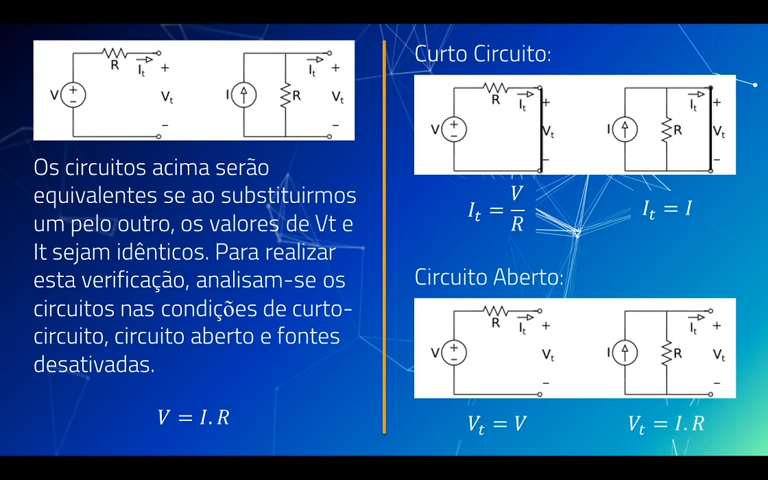 R It + V + − Vt −
I R It + Vt −
Os circuitos acima serão
equivalentes se ao substituirmos
um pelo outro, os valores de Vt e
It sejam idênticos. Para realizar
esta verificação, analisam-se os
circuitos nas condições de curto-
circuito, circuito aberto e fontes
desativadas.
V = I.R
Curto Circuito:
R It + V + − Vt −
I R It + Vt −
It = V/R
It = I
Circuito Aberto:
R It + V + − Vt −
I R It + Vt −
Vt = V
Vt = I.R